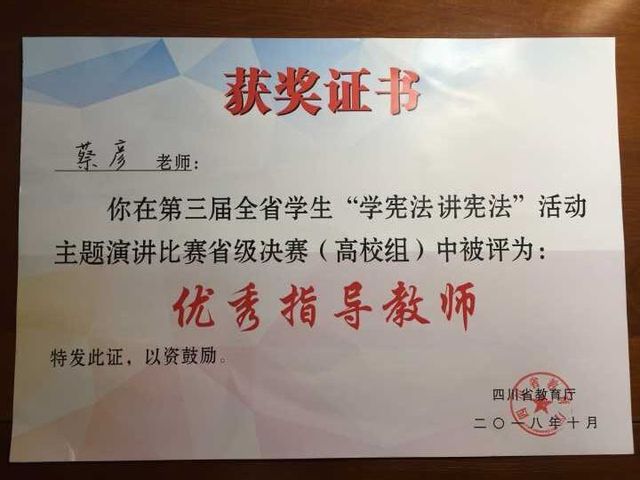 获奖证书
蔡彦 老师:
你在第三届全省学生“学宪法讲宪法”活动
主题演讲比赛省级决赛(高校组)中被评为:
优秀指导教师
特发此证,以资鼓励。
四川省教育厅
二〇一八年十月